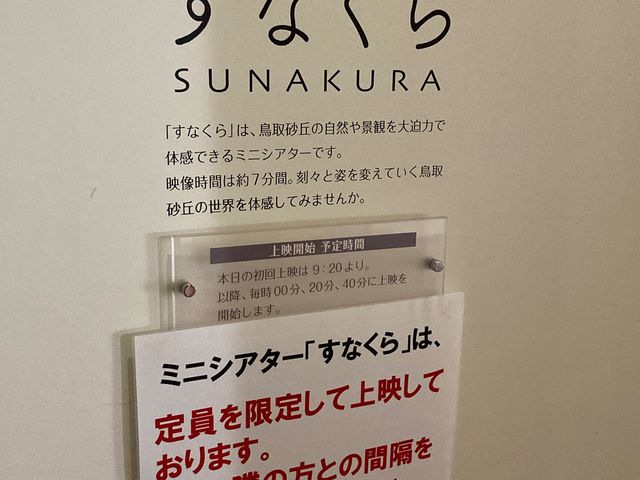 すなくら
SUNAKURA
「すなくら」は、鳥取砂丘の自然や景観を大迫力で
体感できるミニシアターです。
映像時間は約7分間。刻々と姿を変えていく鳥取
砂丘の世界を体感してみませんか。
上映開始 予定時間
本日の初回上映は 9:20より。
以降、毎時00分、20分、40分に上映を
開始します。
ミニシアター「すなくら」は、
定員を限定して上映して
おります。
隣の方との間隔を